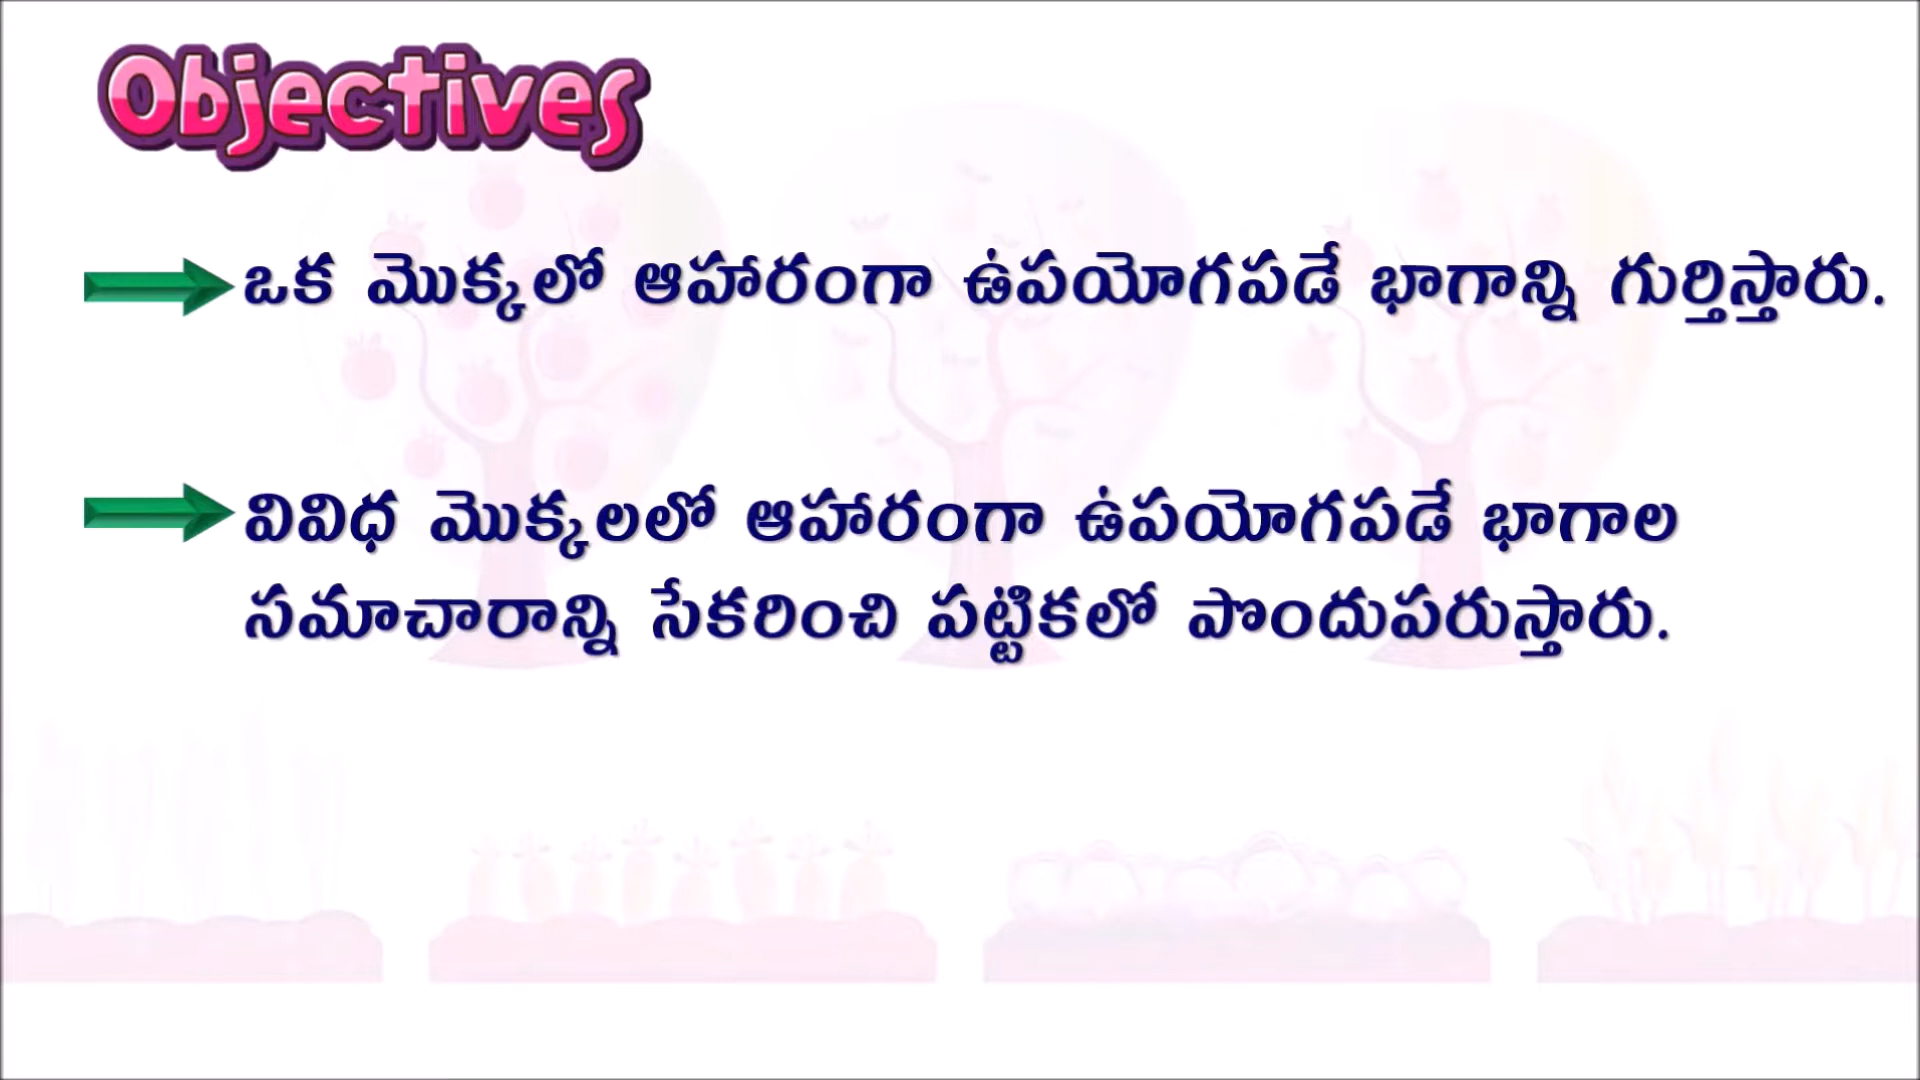 Objectives
ఒక మొక్కలో ఆహారంగా ఉపయోగపడే భాగాన్ని గుర్తిస్తారు.
వివిధ మొక్కలలో ఆహారంగా ఉపయోగపడే భాగాల
సమాచారాన్ని సేకరించి పట్టికలో పొందుపరుస్తారు.